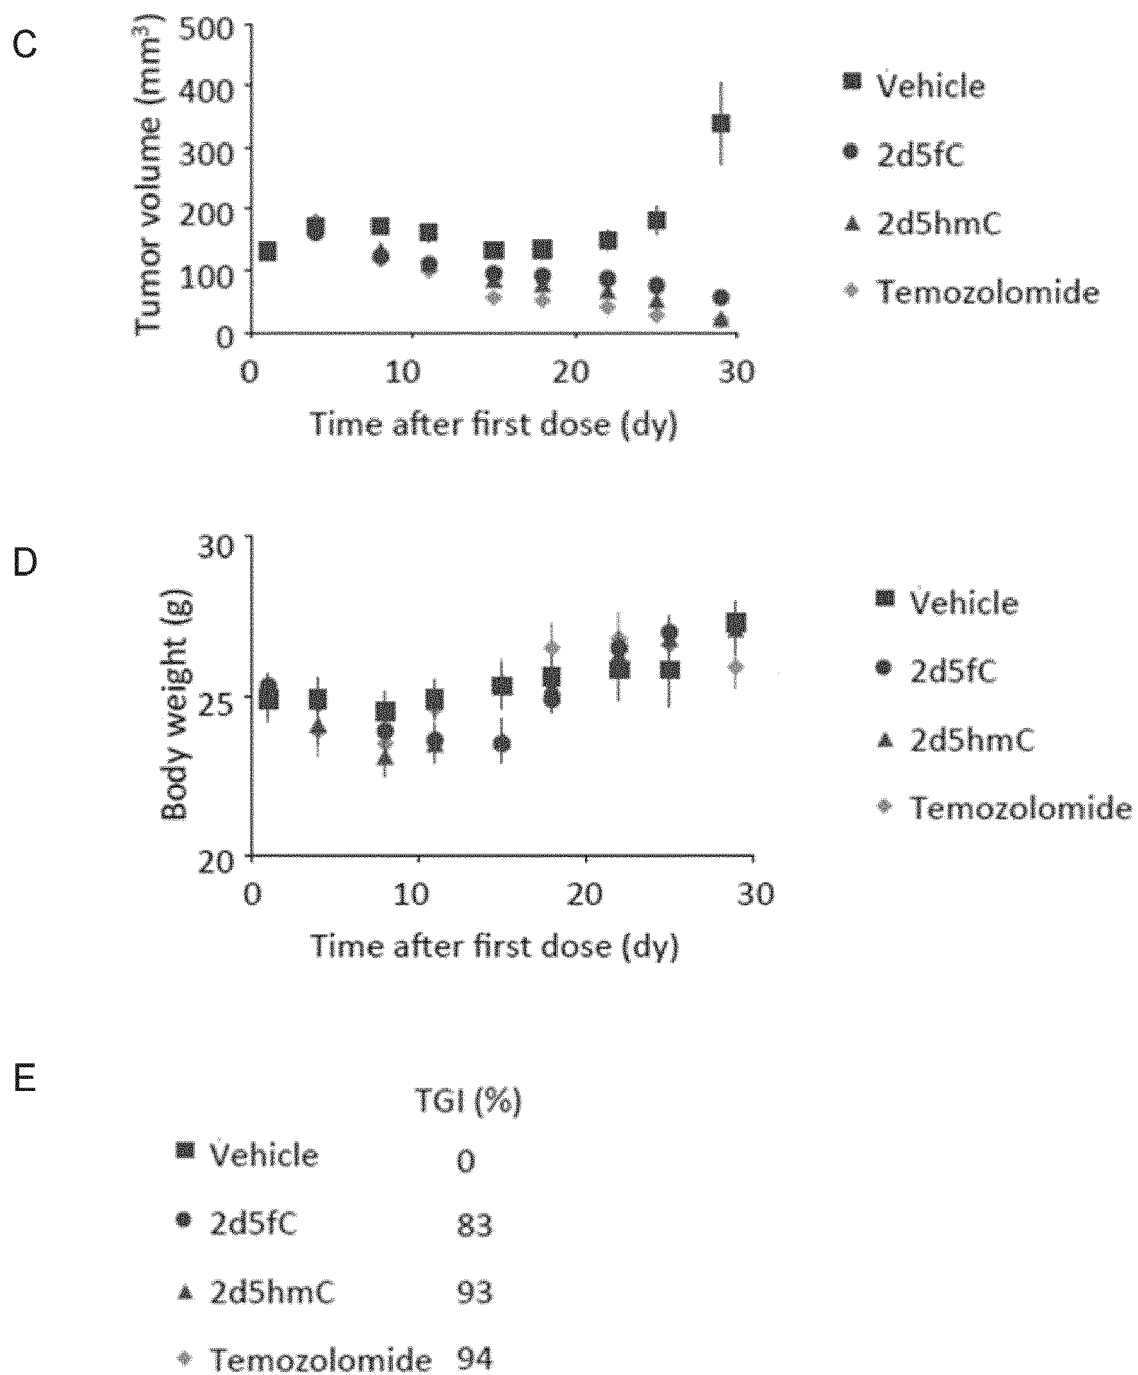 C
Tumor volume (mm³)
500
400
300
200
100
0
0 10 20 30
Time after first dose (dy)
Vehicle
2d5fC
2d5hmC
Temozolomide
D
Body weight (g)
30
25
20
0 10 20 30
Time after first dose (dy)
Vehicle
2d5fC
2d5hmC
Temozolomide
E
TGI (%)
Vehicle 0
2d5fC 83
2d5hmC 93
Temozolomide 94